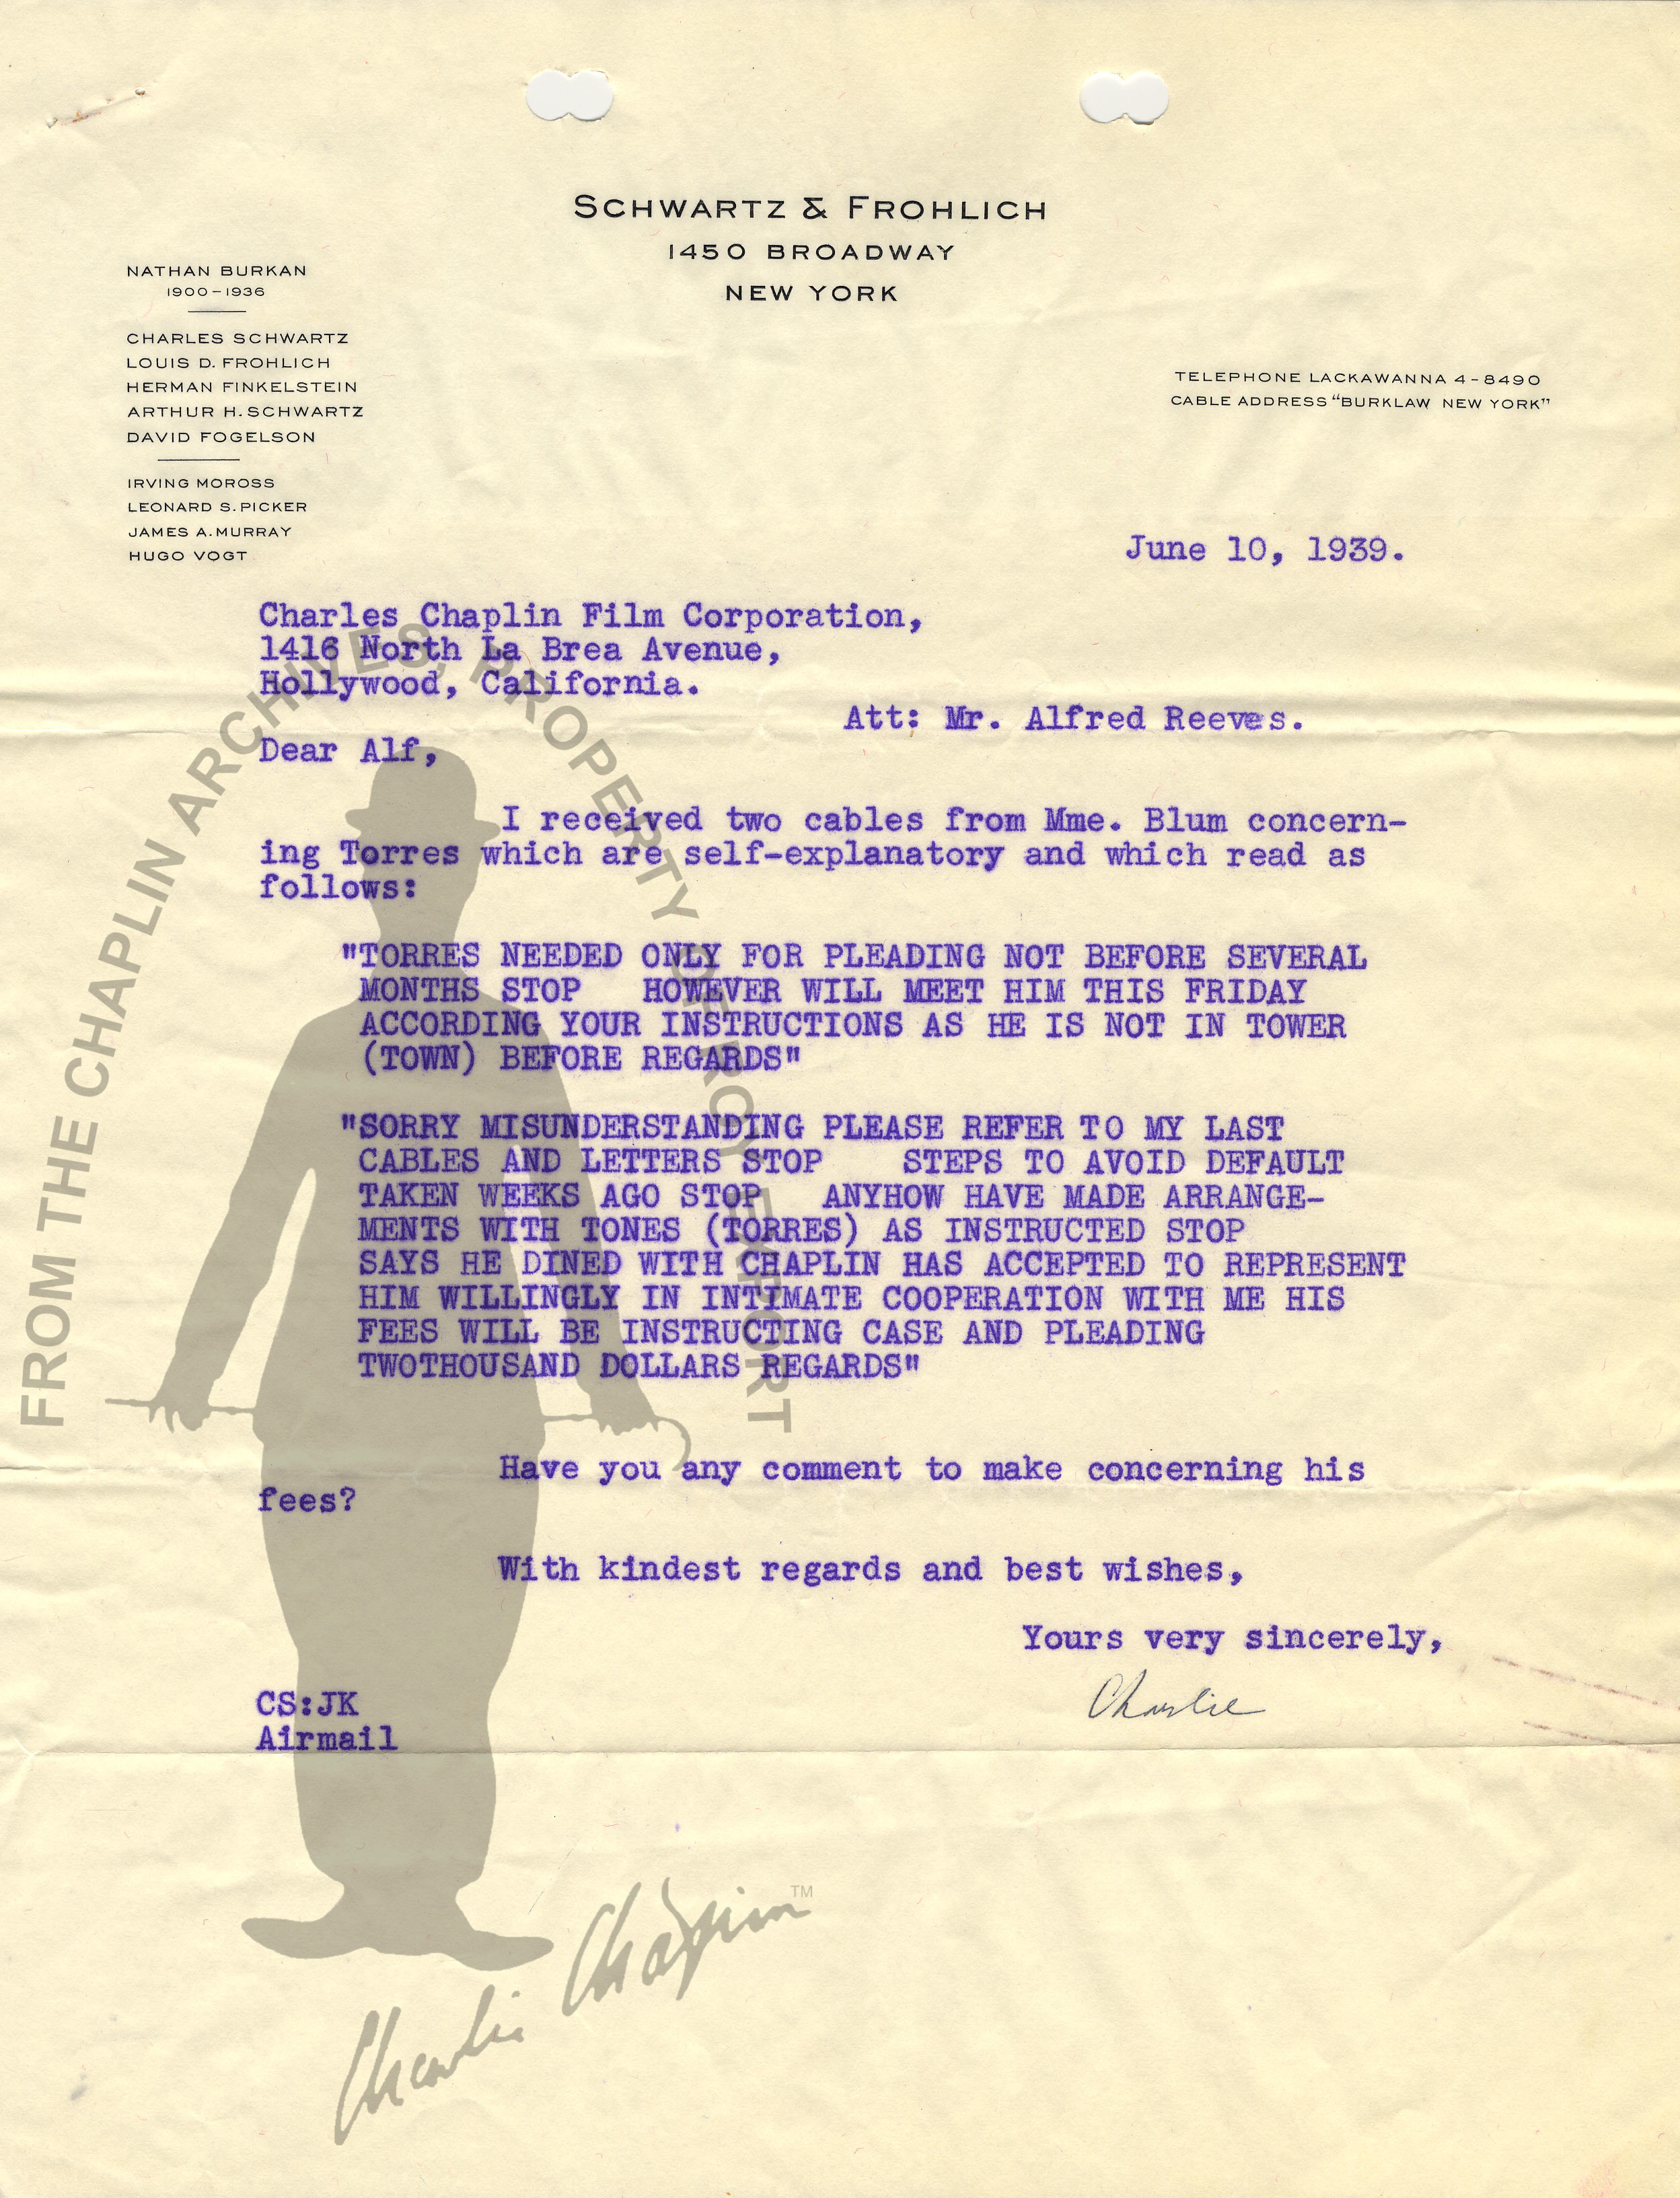 SCHWARTZ & FROHLICH
1450 BROADWAY
NEW YORK
NATHAN BURKAN
1900-1936
CHARLES SCHWARTZ
LOUIS D. FROHLICH
HERMAN FINKELSTEIN
ARTHUR H. SCHWARTZ
DAVID FOGELSON
IRVING MOROSS
LEONARD S. PICKER
JAMES A. MURRAY
HUGO VOGT
TELEPHONE LACKAWANNA 4-8490
CABLE ADDRESS "BURKLAW NEW YORK"
June 10, 1939.
Charles Chaplin Film Corporation,
1416 North La Brea Avenue,
Hollywood, California.
Att: Mr. Alfred Reeves.
Dear Alf,
I received two cables from Mme. Blum concern-
ing Torres which are self-explanatory and which read as
follows:
"TORRES NEEDED ONLY FOR PLEADING NOT BEFORE SEVERAL
MONTHS STOP HOWEVER WILL MEET HIM THIS FRIDAY
ACCORDING YOUR INSTRUCTIONS AS HE IS NOT IN TOWER
(TOWN) BEFORE REGARDS"
"SORRY MISUNDERSTANDING PLEASE REFER TO MY LAST
CABLES AND LETTERS STOP STEPS TO AVOID DEFAULT
TAKEN WEEKS AGO STOP ANYHOW HAVE MADE ARRANGE-
MENTS WITH TONES (TORRES) AS INSTRUCTED STOP
SAYS HE DINED WITH CHAPLIN HAS ACCEPTED TO REPRESENT
HIM WILLINGLY IN INTIMATE COOPERATION WITH ME HIS
FEES WILL BE INSTRUCTING CASE AND PLEADING
TWOTHOUSAND DOLLARS REGARDS"
Have you any comment to make concerning his
fees?
With kindest regards and best wishes,
Yours very sincerely,
Charlie
CS:JK
Airmail
FROM THE CHAPLIN ARCHIVES, PROPERTY OF ROY EXPORT
Charlie Chaplin TM